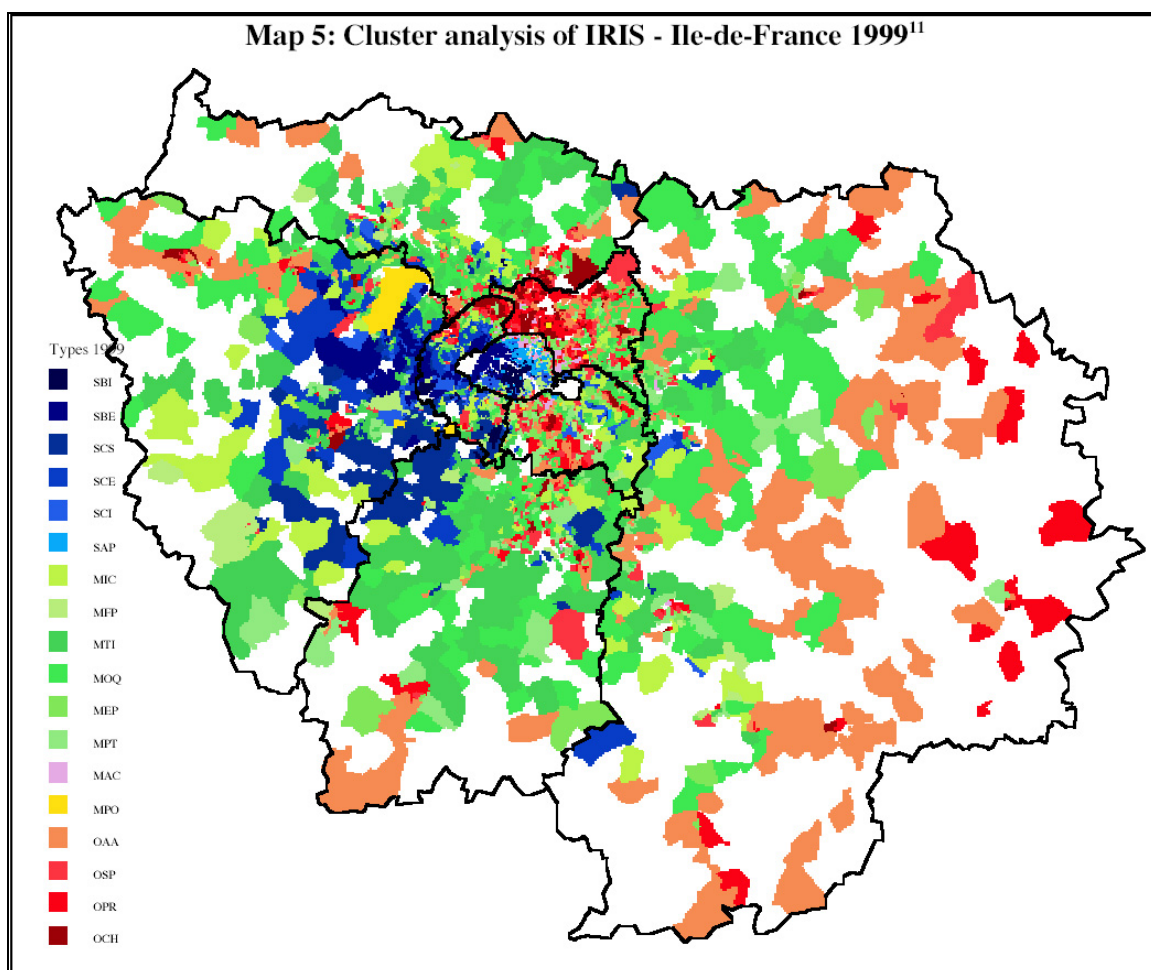 Map 5: Cluster analysis of IRIS - Ile-de-France 1999¹¹
Types 1999
SBI
SBE
SCS
SCE
SCI
SAP
MIC
MFP
MTI
MOQ
MEP
MPT
MAC
MPO
OAA
OSP
OPR
OCH